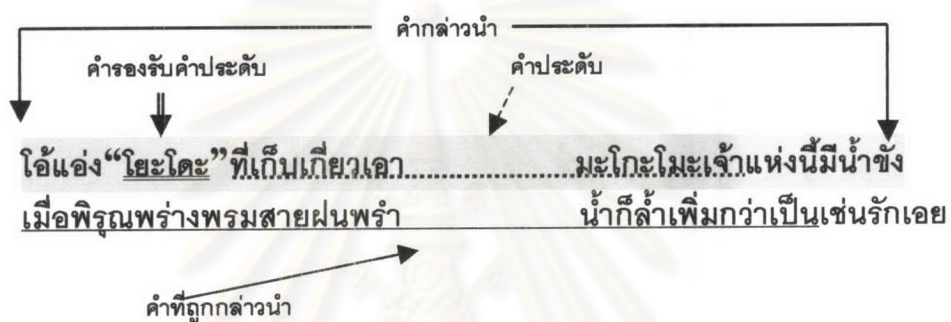 คำกล่าวนำ
คำรองรับคำประดับ คำประดับ
โอ้แอ่ง“โยะโดะ”ที่เก็บเกี่ยวเอา..............................มะโกะโมะเจ้าแห่งนี้มีน้ำขัง
เมื่อพิรุณพร่างพรมสายฝนพรำ น้ำก็ล้ำเพิ่มกว่าเป็นเช่นรักเอย
คำที่ถูกกล่าวนำ